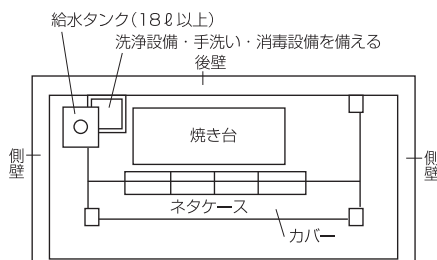 給水タンク(18ℓ以上)
洗浄設備・手洗い・消毒設備を備える
後壁
焼き台
側壁
側壁
ネタケース
カバー